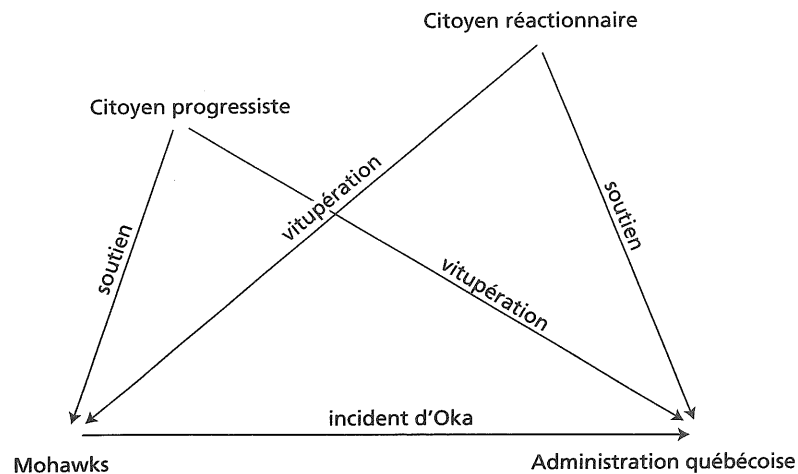 Citoyen réactionnaire
Citoyen progressiste
vitupération
soutien
soutien
vitupération
incident d'Oka
Mohawks
Administration québécoise